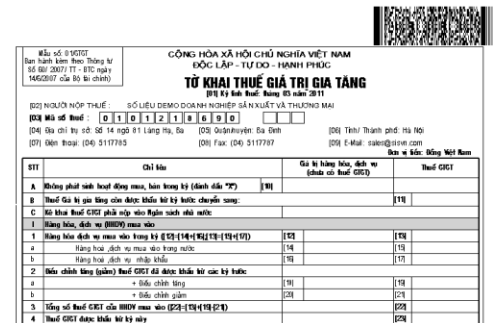 Mẫu số: 01/GTGT
Ban hành kèm theo Thông tư
Số 60/ 2007/ TT - BTC ngày
14/6/2007 của Bộ tài chính)
CỘNG HÒA XÃ HỘI CHỦ NGHĨA VIỆT NAM
ĐỘC LẬP - TỰ DO - HẠNH PHÚC
TỜ KHAI THUẾ GIÁ TRỊ GIA TĂNG
[01] Kỳ tính thuế: tháng 03 năm 2011
[02] NGƯỜI NỘP THUẾ : SỐ LIỆU DEMO DOANH NGHIỆP SẢN XUẤT VÀ THƯƠNG MẠI
[03] Mã số thuế : 0 1 0 1 2 1 8 6 9 0
[04] Địa chỉ trụ sở: Số 14 ngõ 81 Láng Hạ, Ba [05] Quận/huyện: Ba Đình [06] Tỉnh/ Thành phố: Hà Nội
[07] Điện thoại: (04) 5117785 [08] Fax: (04) 5117787 [09] E-Mail: sales@sisvn.com
Đơn vị tiền: Đồng Việt Nam
STT Chỉ tiêu Giá trị hàng hóa, dịch vụ (chưa có thuế GTGT) Thuế GTGT
A Không phát sinh hoạt động mua, bán trong kỳ (đánh dấu "X") [10]
B Thuế Giá trị gia tăng còn được khấu trừ kỳ trước chuyển sang: [11]
C Kê khai thuế GTGT phải nộp vào Ngân sách nhà nước
I Hàng hóa, dịch vụ (HHDV) mua vào
1 Hàng hóa dịch vụ mua vào trong kỳ ([12]=[14]+[16];[13]=[15]+[17]) [12] [13]
a Hàng hoá ,dịch vụ mua vào trong nước [14] [15]
b Hàng hóa ,dịch vụ nhập khẩu [16] [17]
2 Điều chỉnh tăng (giảm) thuế GTGT đã được khấu trừ các kỳ trước
a + Điều chỉnh tăng [18] [19]
b + Điều chỉnh giảm [20] [21]
3 Tổng số thuế GTGT của HHDV mua vào ([22]=[13]+[19]-[21]) [22]
4 Thuế GTGT được khấu trừ kỳ này [23]